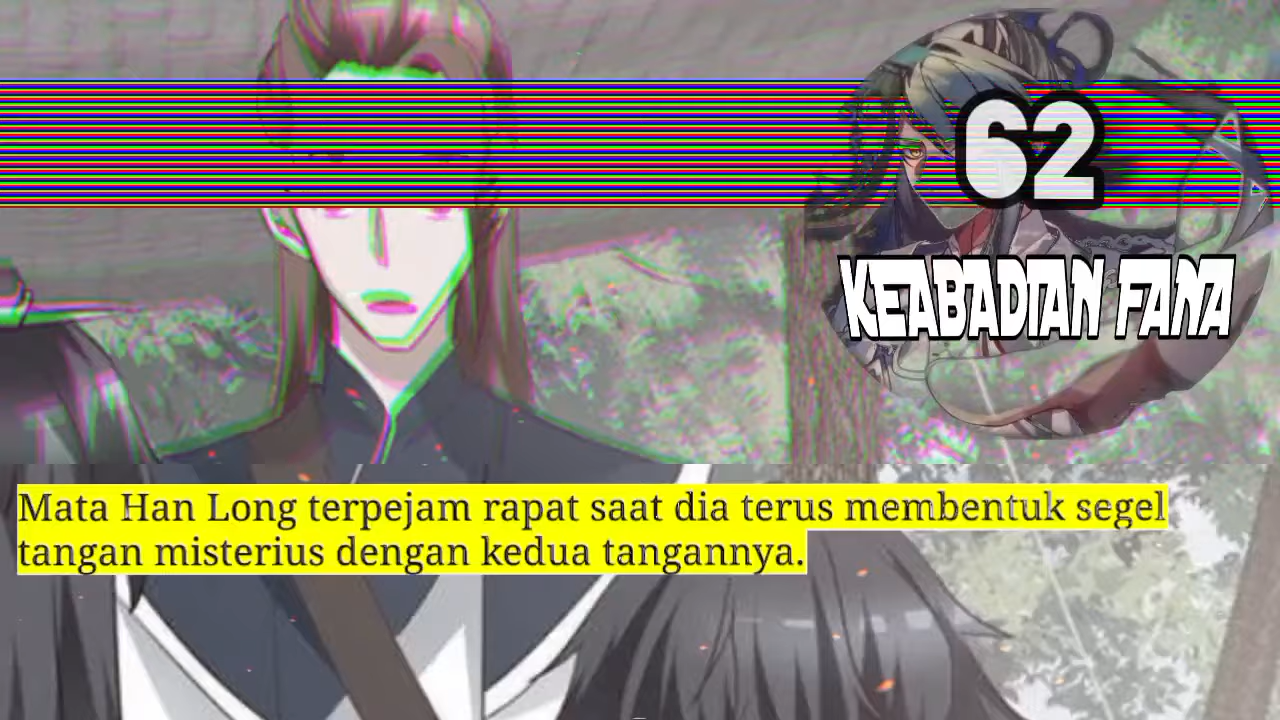 62
KEABADIAN FANA
Mata Han Long terpejam rapat saat dia terus membentuk segel
tangan misterius dengan kedua tangannya.